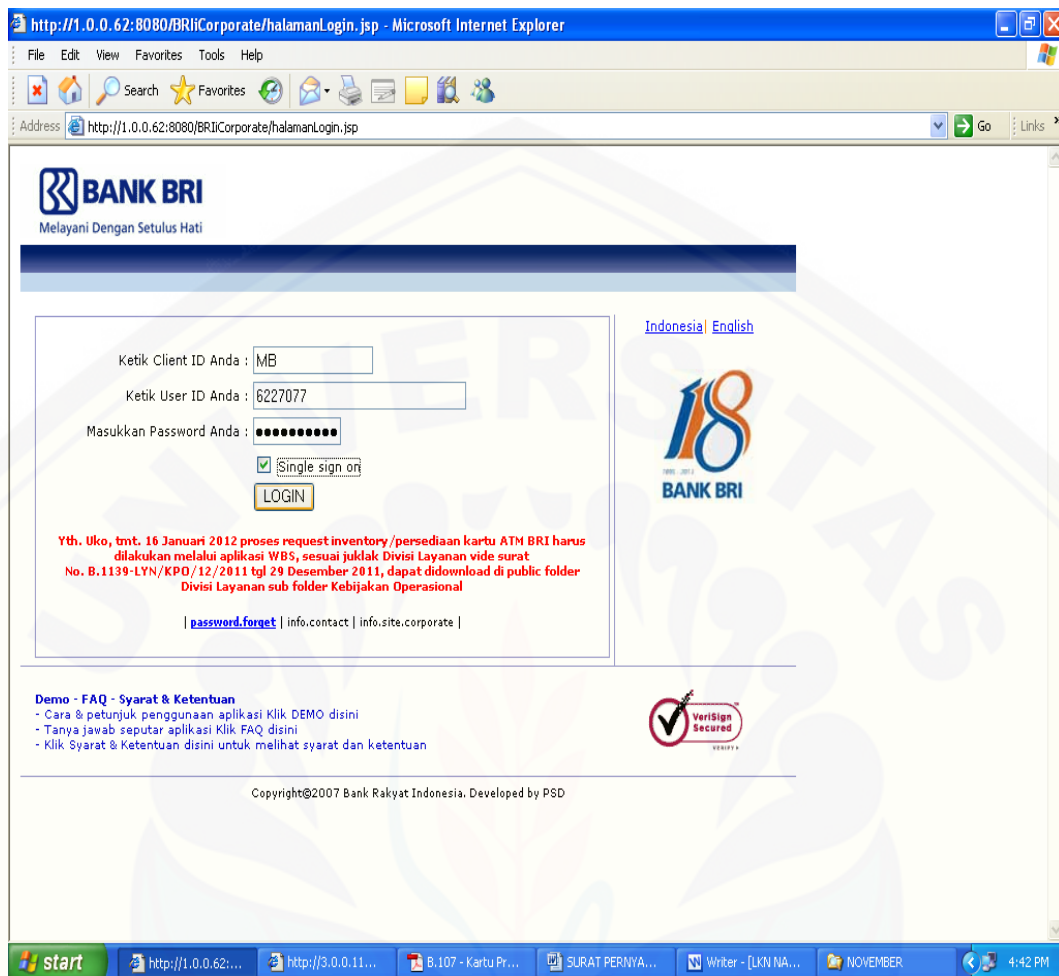 http://1.0.0.62:8080/BRIiCorporate/halamanLogin.jsp - Microsoft Internet Explorer
File Edit View Favorites Tools Help
Search Favorites
Address http://1.0.0.62:8080/BRIiCorporate/halamanLogin.jsp Go Links
BANK BRI
Melayani Dengan Setulus Hati
Indonesia| English
Ketik Client ID Anda : MB
Ketik User ID Anda : 6227077
Masukkan Password Anda : ●●●●●●●●●●
Single sign on
LOGIN
118
BANK BRI
Yth. Uko, tmt. 16 Januari 2012 proses request inventory/persediaan kartu ATM BRI harus
dilakukan melalui aplikasi WBS, sesuai juklak Divisi Layanan vide surat
No. B.1139-LYN/KPO/12/2011 tgl 29 Desember 2011, dapat didownload di public folder
Divisi Layanan sub folder Kebijakan Operasional
| password.forget | info.contact | info.site.corporate |
Demo - FAQ - Syarat & Ketentuan
- Cara & petunjuk penggunaan aplikasi Klik DEMO disini
- Tanya jawab seputar aplikasi Klik FAQ disini
- Klik Syarat & Ketentuan disini untuk melihat syarat dan ketentuan
VeriSign
Secured
VERIFY
Copyright©2007 Bank Rakyat Indonesia. Developed by PSD
UNIVERSITAS
start http://1.0.0.62:... http://3.0.0.11... B.107 - Kartu Pr... SURAT PERNYA... Writer - [LKN NA... NOVEMBER 4:42 PM